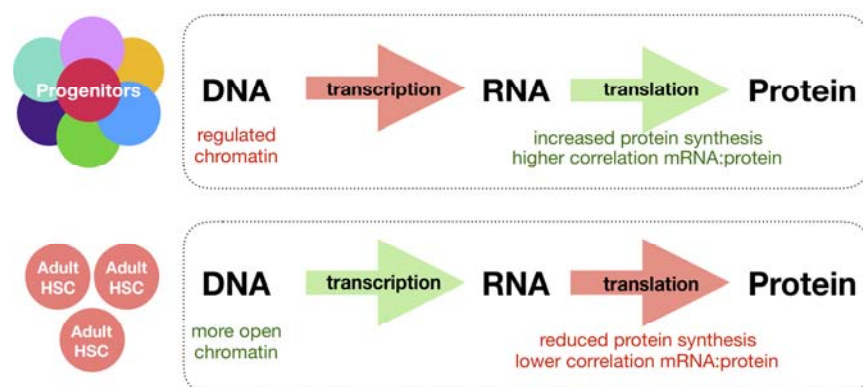 Progenitors
DNA transcription RNA translation Protein
regulated
chromatin
increased protein synthesis
higher correlation mRNA:protein
Adult
HSC
Adult
HSC
Adult
HSC
DNA transcription RNA translation Protein
more open
chromatin
reduced protein synthesis
lower correlation mRNA:protein